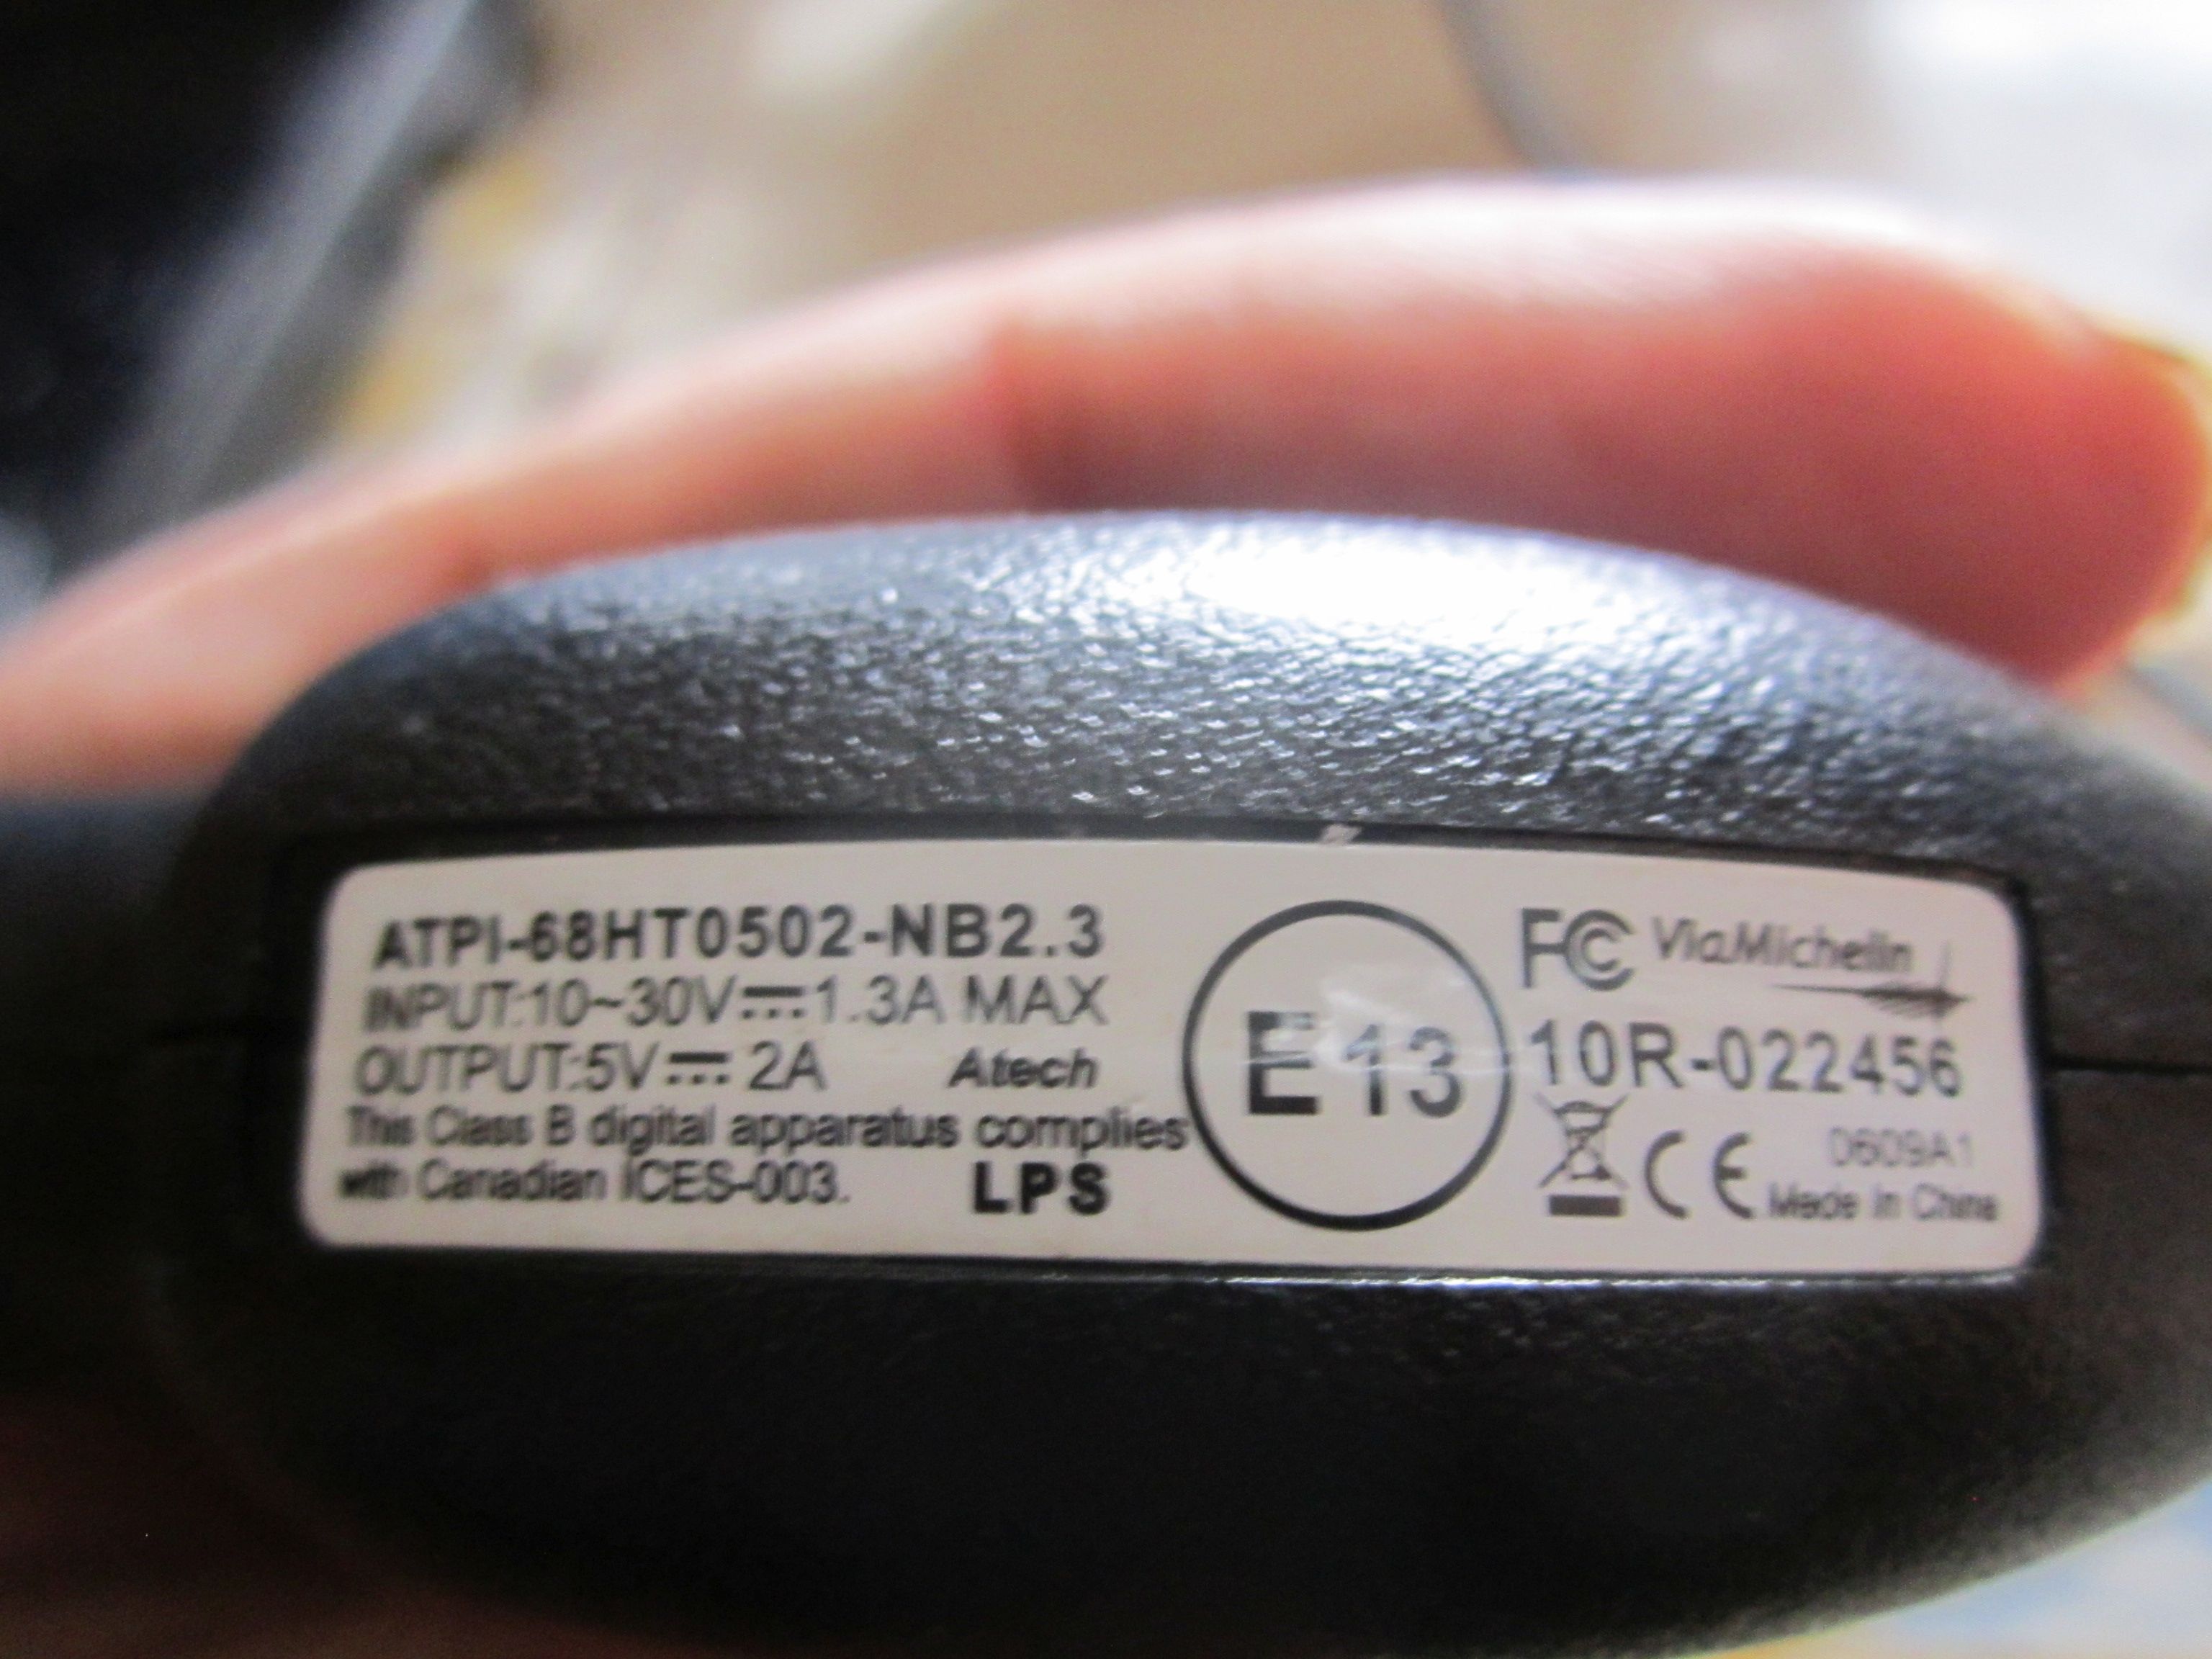 ATPI-68HT0502-NB2.3
INPUT:10~30V⎓1.3A MAX
OUTPUT:5V⎓2A Atech
This Class B digital apparatus complies
with Canadian ICES-003. LPS
E13
FC ViaMichelin
10R-022456
CE 0609A1
Made In China